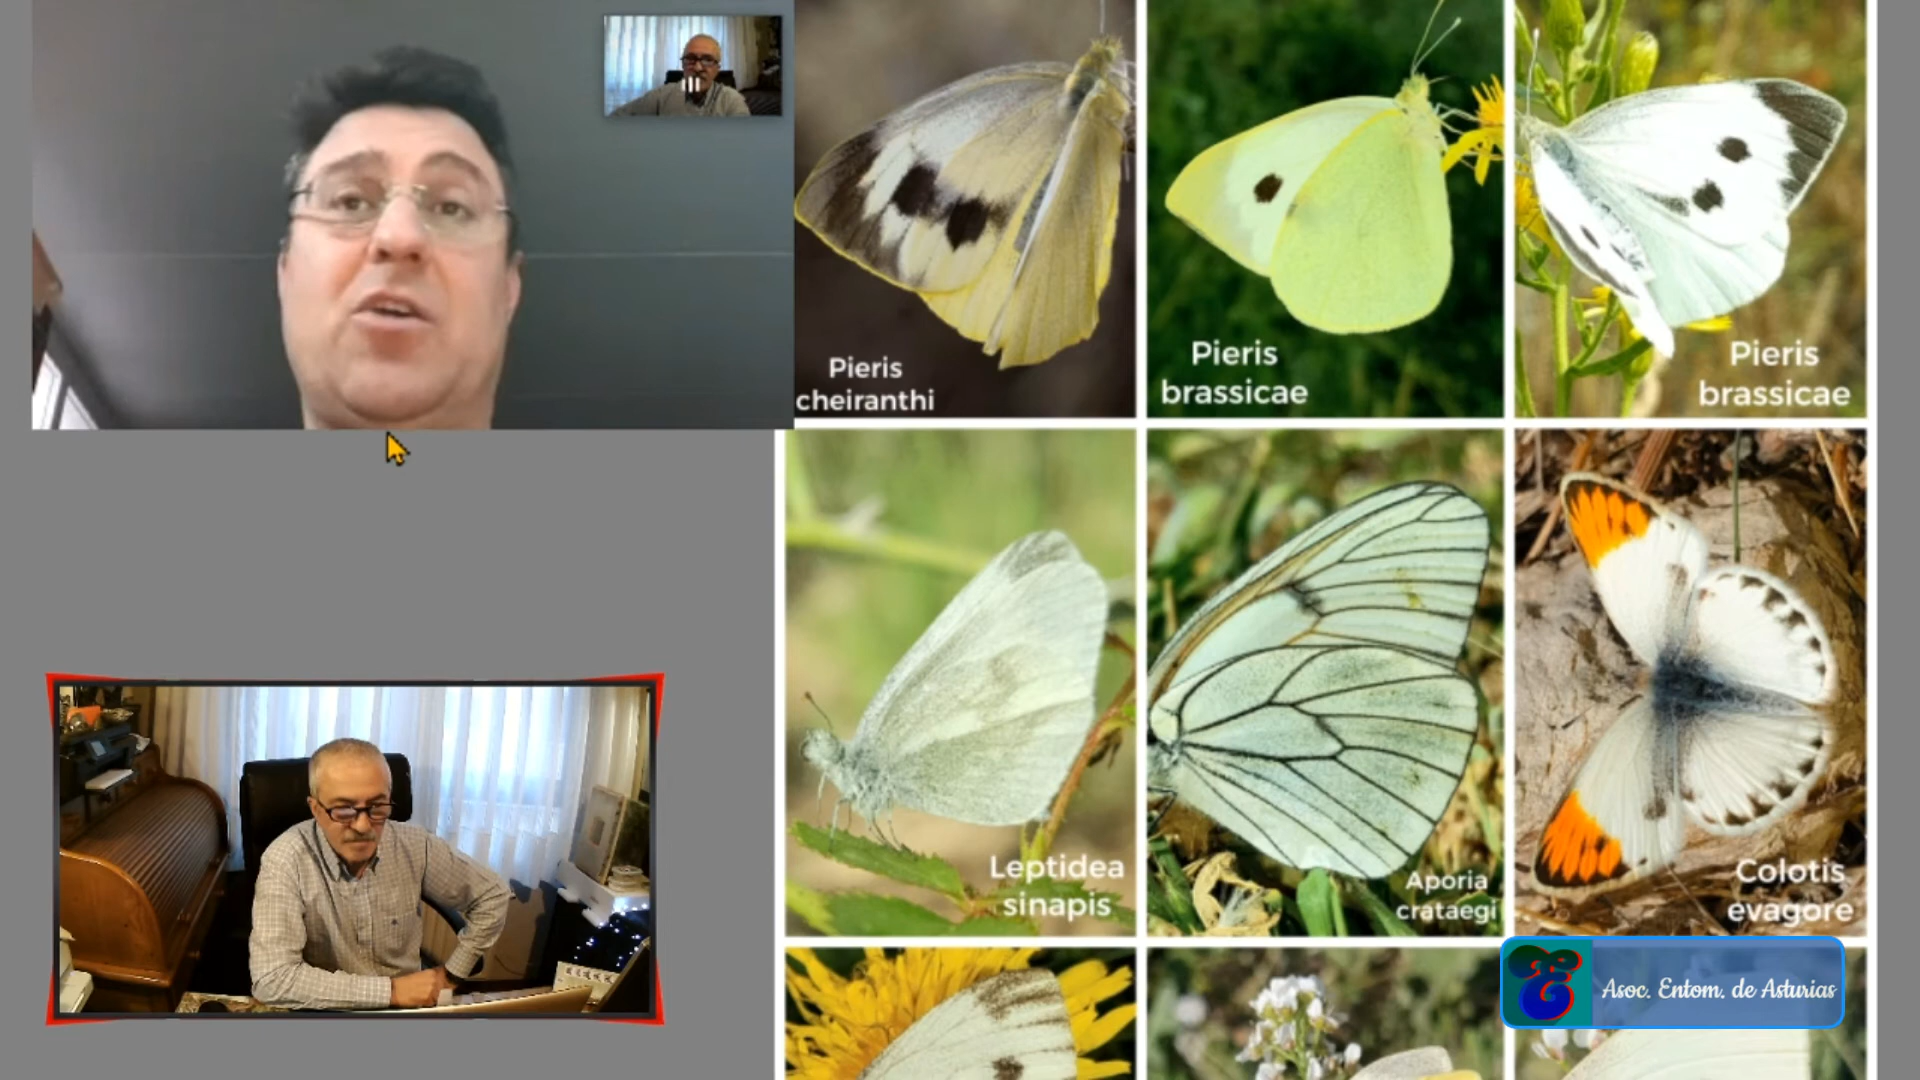 Pieris
cheiranthi
Pieris
brassicae
Pieris
brassicae
Leptidea
sinapis
Aporia
crataegi
Colotis
evagore
Asoc. Entom. de Asturias